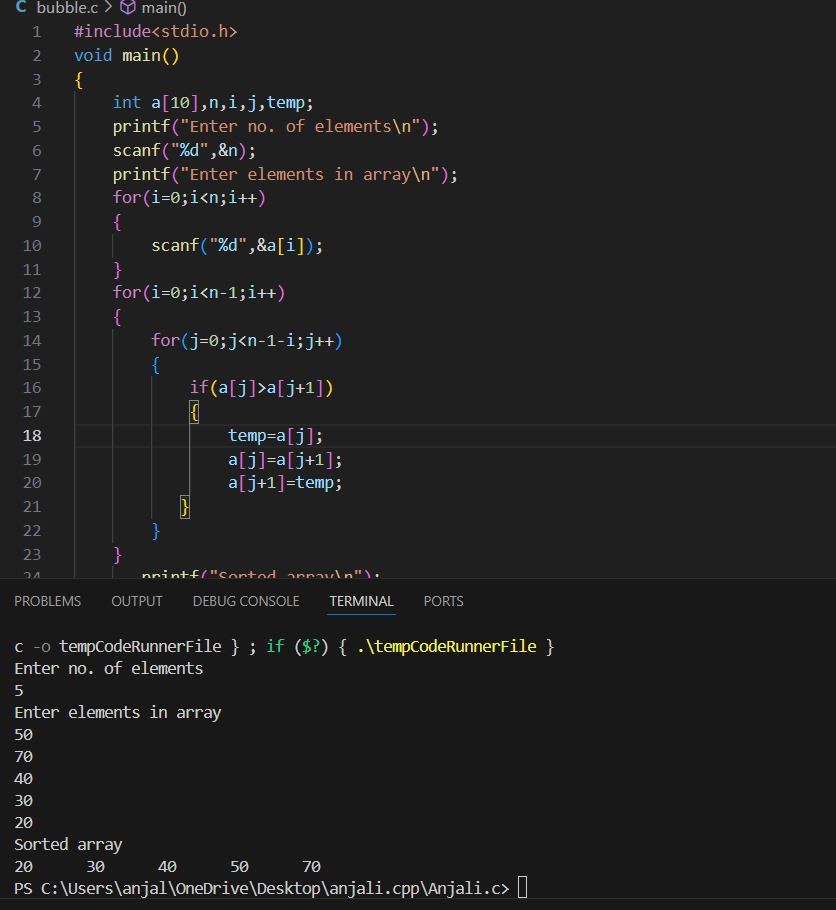 C bubble.c > main()
1 #include<stdio.h>
2 void main()
3 {
4 int a[10],n,i,j,temp;
5 printf("Enter no. of elements\n");
6 scanf("%d",&n);
7 printf("Enter elements in array\n");
8 for(i=0;i<n;i++)
9 {
10 scanf("%d",&a[i]);
11 }
12 for(i=0;i<n-1;i++)
13 {
14 for(j=0;j<n-1-i;j++)
15 {
16 if(a[j]>a[j+1])
17 {
18 temp=a[j];
19 a[j]=a[j+1];
20 a[j+1]=temp;
21 }
22 }
23 }
24 printf("Sorted array\n");
PROBLEMS OUTPUT DEBUG CONSOLE TERMINAL PORTS
c -o tempCodeRunnerFile } ; if ($?) { .\tempCodeRunnerFile }
Enter no. of elements
5
Enter elements in array
50
70
40
30
20
Sorted array
20 30 40 50 70
PS C:\Users\anjal\OneDrive\Desktop\anjali.cpp\Anjali.c>